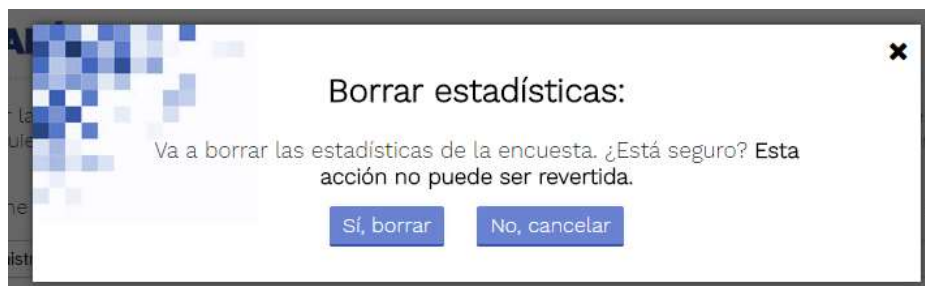 Borrar estadísticas:
Va a borrar las estadísticas de la encuesta. ¿Está seguro? Esta
acción no puede ser revertida.
Sí, borrar
No, cancelar